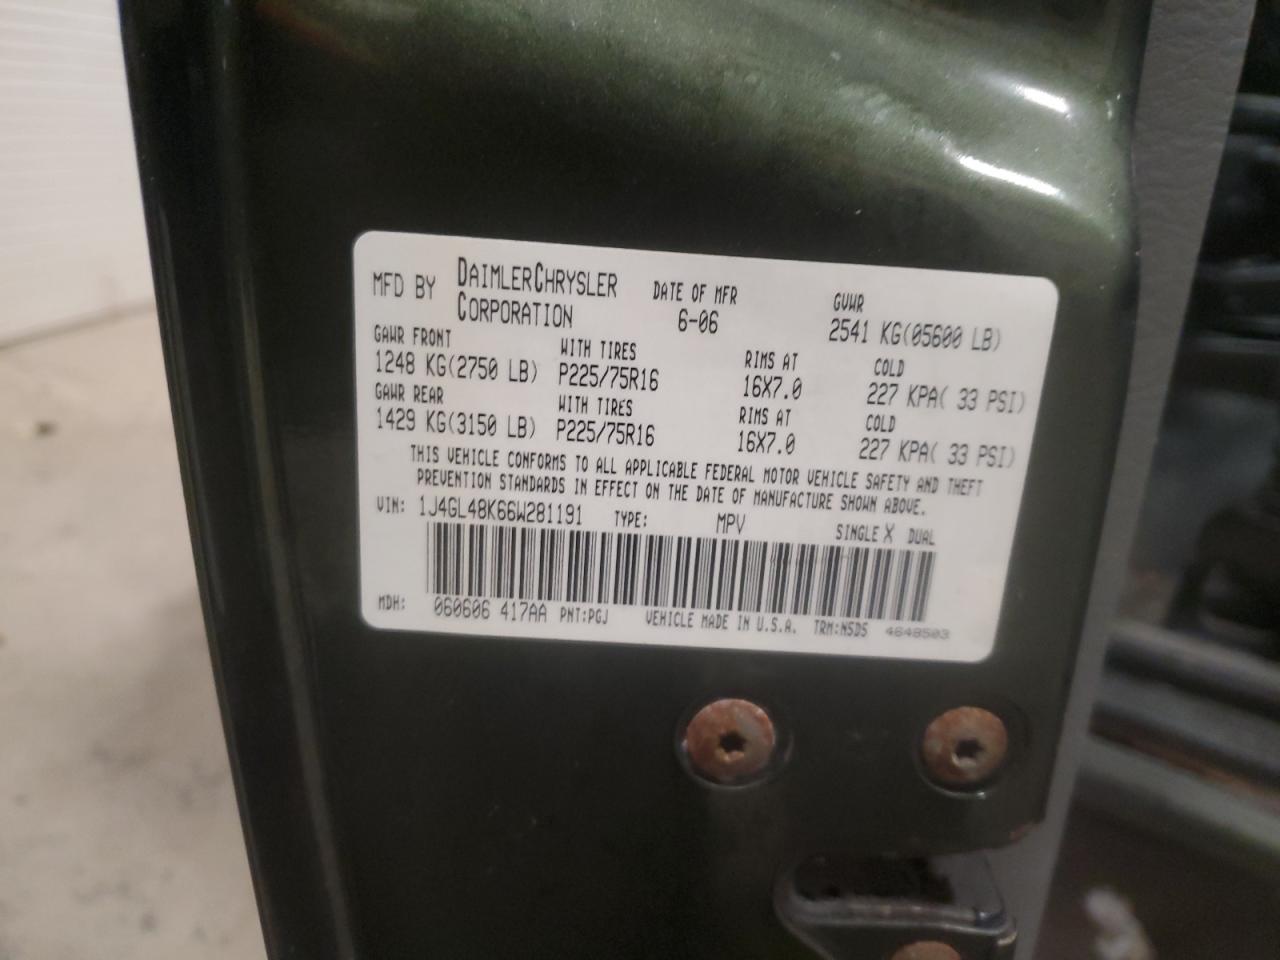 MFD BY DAIMLERCHRYSLER CORPORATION DATE OF MFR 6-06 GVWR 2541 KG(05600 LB)
GAWR FRONT WITH TIRES RIMS AT COLD
1248 KG(2750 LB) P225/75R16 16X7.0 227 KPA( 33 PSI)
GAWR REAR WITH TIRES RIMS AT COLD
1429 KG(3150 LB) P225/75R16 16X7.0 227 KPA( 33 PSI)
THIS VEHICLE CONFORMS TO ALL APPLICABLE FEDERAL MOTOR VEHICLE SAFETY AND THEFT
PREVENTION STANDARDS IN EFFECT ON THE DATE OF MANUFACTURE SHOWN ABOVE.
VIN: 1J4GL48K66W281191 TYPE: MPV SINGLE X DUAL
MDH: 060606 417AA PNT:PGJ VEHICLE MADE IN U.S.A. TRM:N5D5 4648503